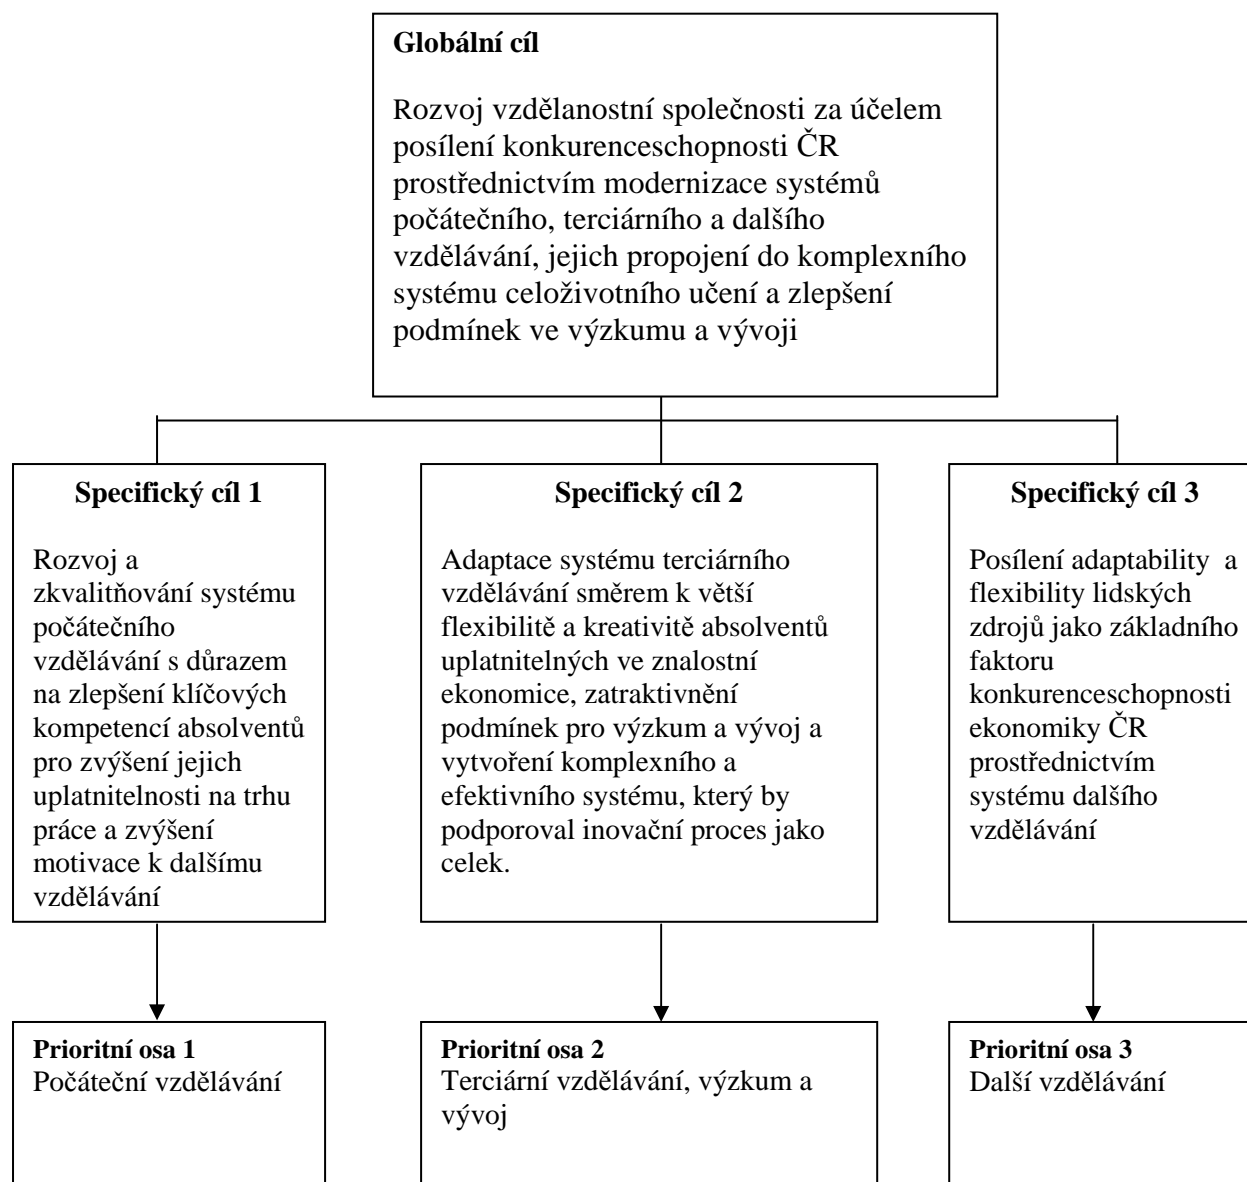 Globální cíl
Rozvoj vzdělanostní společnosti za účelem
posílení konkurenceschopnosti ČR
prostřednictvím modernizace systémů
počátečního, terciárního a dalšího
vzdělávání, jejich propojení do komplexního
systému celoživotního učení a zlepšení
podmínek ve výzkumu a vývoji
Specifický cíl 1
Rozvoj a
zkvalitňování systému
počátečního
vzdělávání s důrazem
na zlepšení klíčových
kompetencí absolventů
pro zvýšení jejich
uplatnitelnosti na trhu
práce a zvýšení
motivace k dalšímu
vzdělávání
Specifický cíl 2
Adaptace systému terciárního
vzdělávání směrem k větší
flexibilitě a kreativitě absolventů
uplatnitelných ve znalostní
ekonomice, zatraktivnění
podmínek pro výzkum a vývoj a
vytvoření komplexního a
efektivního systému, který by
podporoval inovační proces jako
celek.
Specifický cíl 3
Posílení adaptability  a
flexibility lidských
zdrojů jako základního
faktoru
konkurenceschopnosti
ekonomiky ČR
prostřednictvím
systému dalšího
vzdělávání
Prioritní osa 1
Počáteční vzdělávání
Prioritní osa 2
Terciární vzdělávání, výzkum a
vývoj
Prioritní osa 3
Další vzdělávání